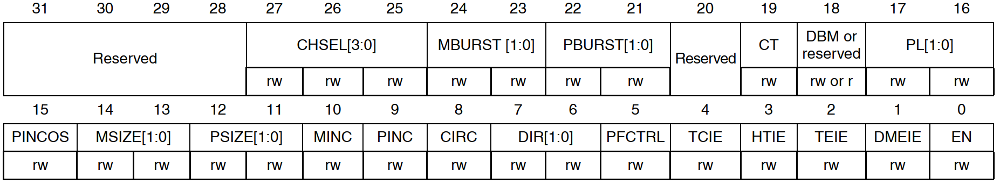 31 30 29 28 27 26 25 24 23 22 21 20 19 18 17 16
Reserved CHSEL[3:0] MBURST [1:0] PBURST[1:0] Reserved CT DBM or reserved PL[1:0]
rw rw rw rw rw rw rw rw rw or r rw rw
15 14 13 12 11 10 9 8 7 6 5 4 3 2 1 0
PINCOS MSIZE[1:0] PSIZE[1:0] MINC PINC CIRC DIR[1:0] PFCTRL TCIE HTIE TEIE DMEIE EN
rw rw rw rw rw rw rw rw rw rw rw rw rw rw rw rw